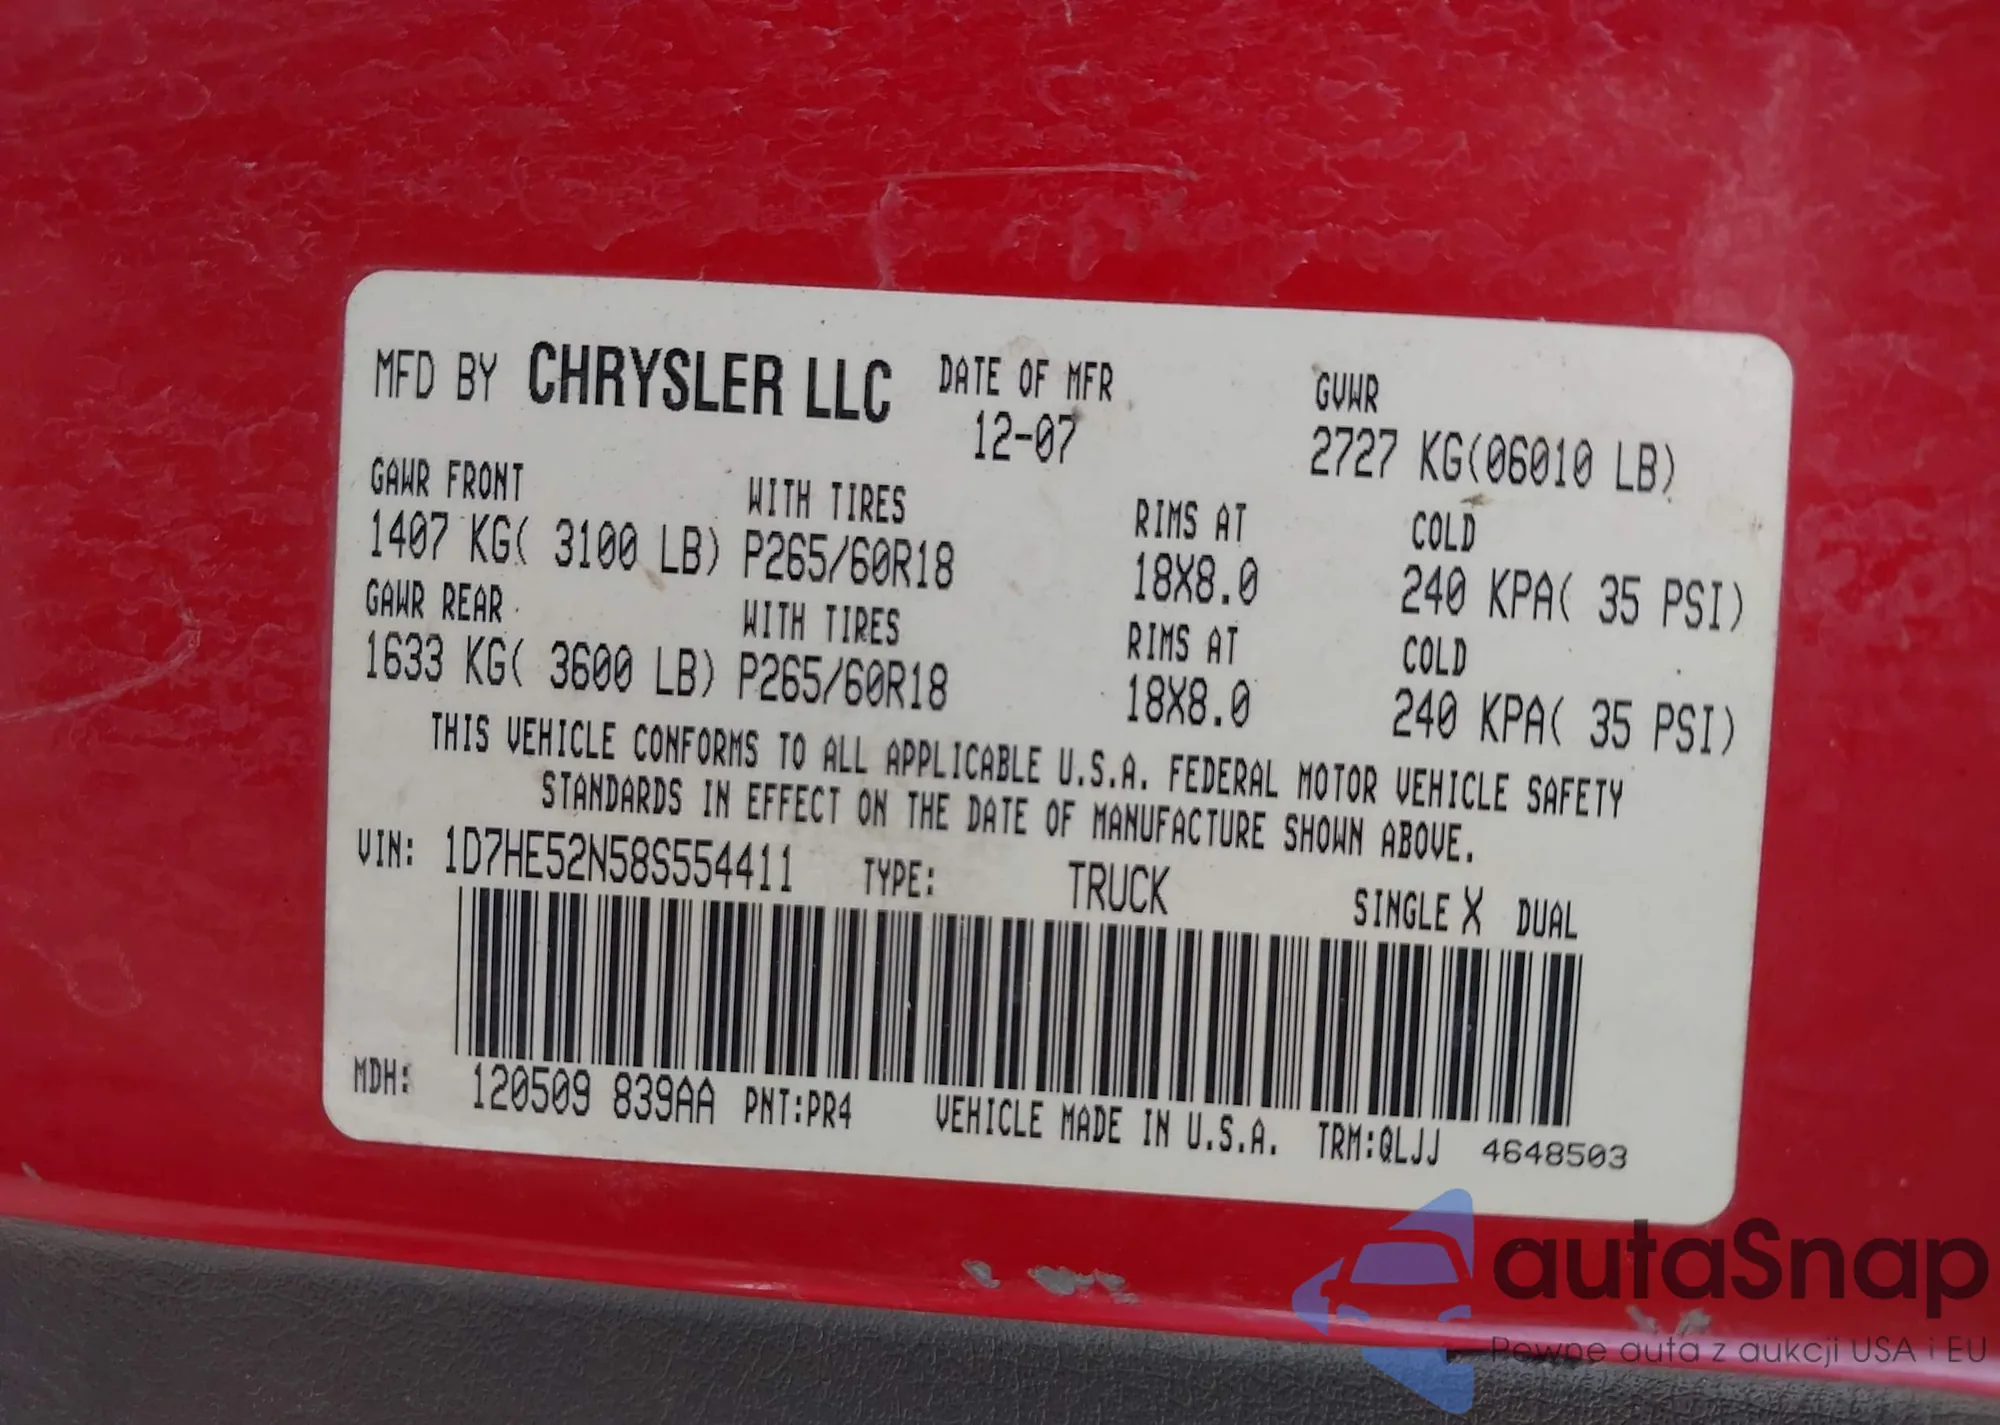 MFD BY CHRYSLER LLC DATE OF MFR GVWR
12-07 2727 KG(06010 LB)
GAWR FRONT WITH TIRES RIMS AT COLD
1407 KG( 3100 LB) P265/60R18 18X8.0 240 KPA( 35 PSI)
GAWR REAR WITH TIRES RIMS AT COLD
1633 KG( 3600 LB) P265/60R18 18X8.0 240 KPA( 35 PSI)
THIS VEHICLE CONFORMS TO ALL APPLICABLE U.S.A. FEDERAL MOTOR VEHICLE SAFETY
STANDARDS IN EFFECT ON THE DATE OF MANUFACTURE SHOWN ABOVE.
VIN: 1D7HE52N58S554411 TYPE: TRUCK SINGLE X DUAL
MDH: 120509 839AA PNT:PR4 VEHICLE MADE IN U.S.A. TRM:QLJJ 4648503
autaSnap
Pewne auta z aukcji USA i EU